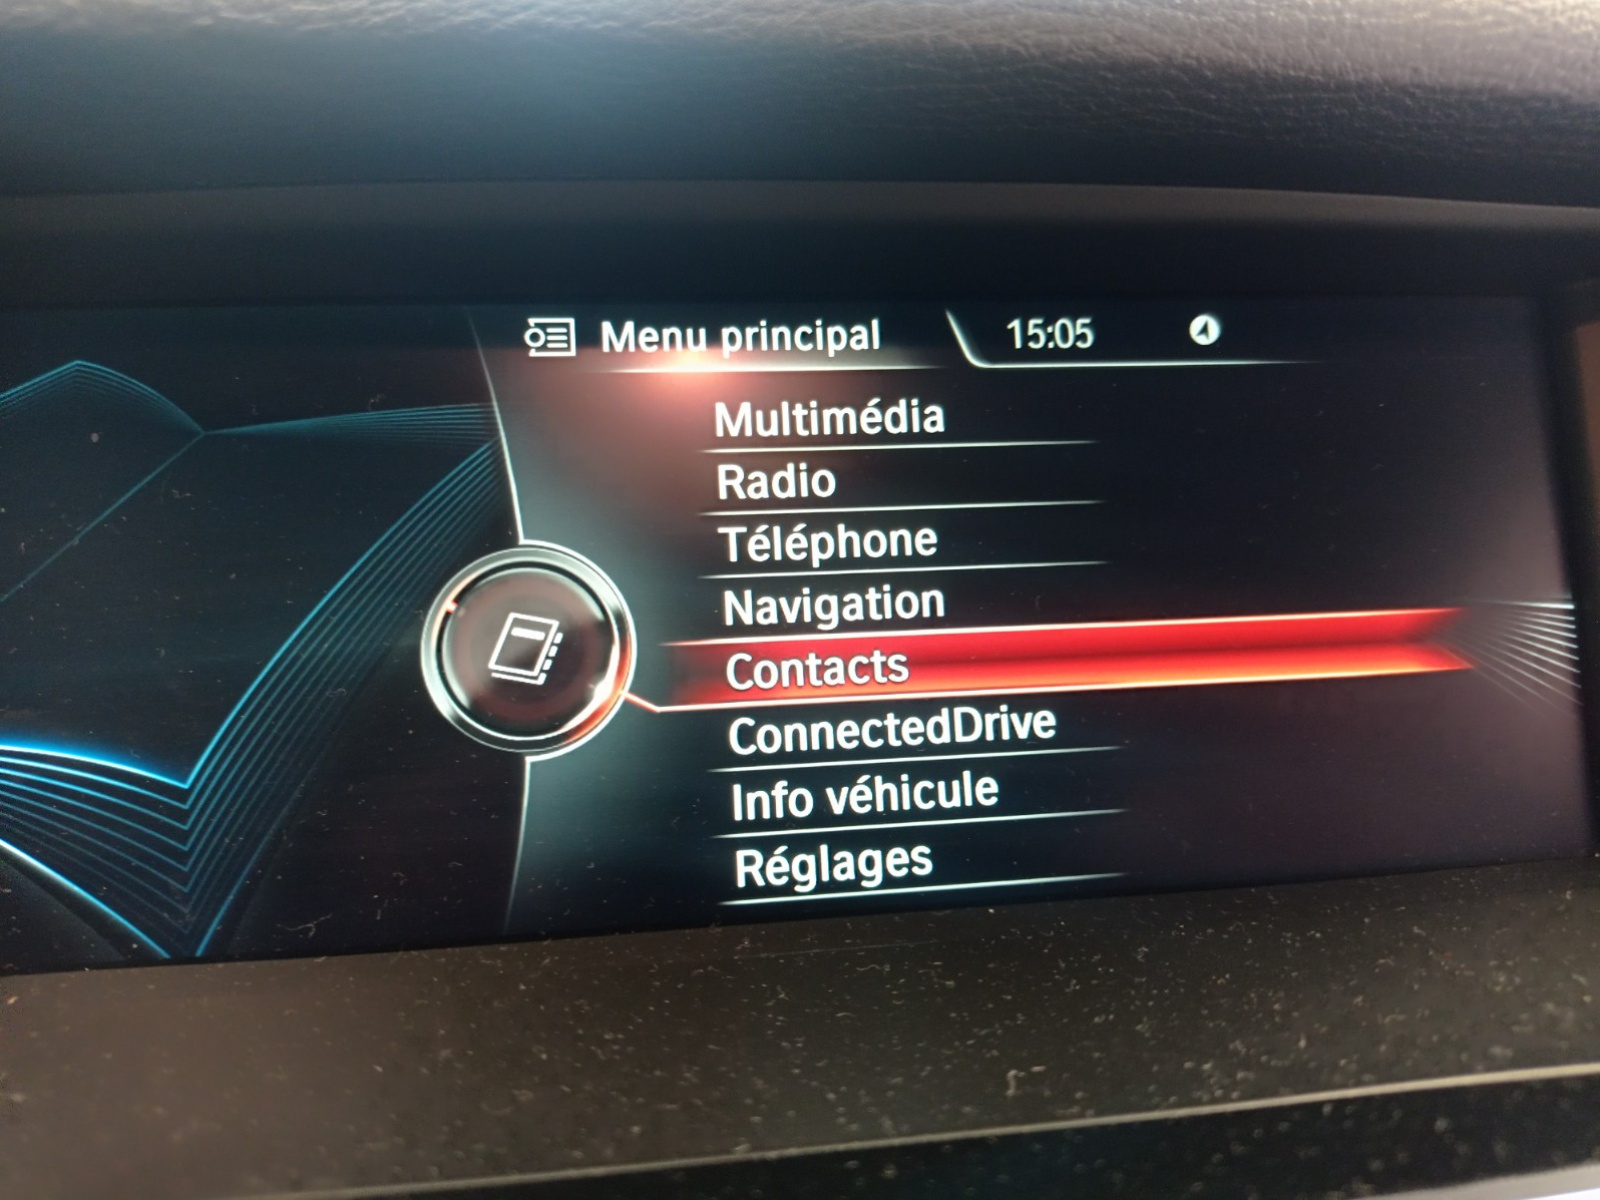 Menu principal 15:05
Multimédia
Radio
Téléphone
Navigation
Contacts
ConnectedDrive
Info véhicule
Réglages